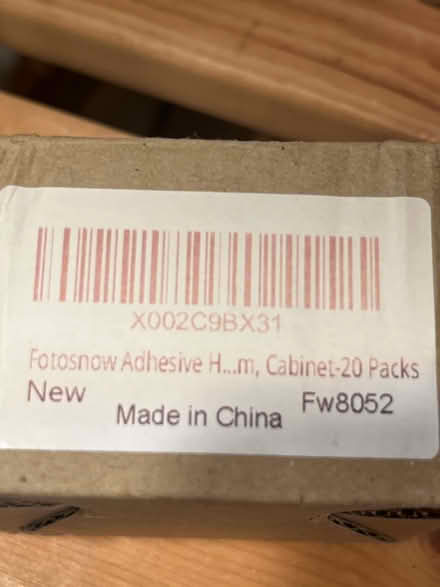 X002C9BX31
Fotosnow Adhesive H...m, Cabinet-20 Packs
New
Fw8052
Made in China